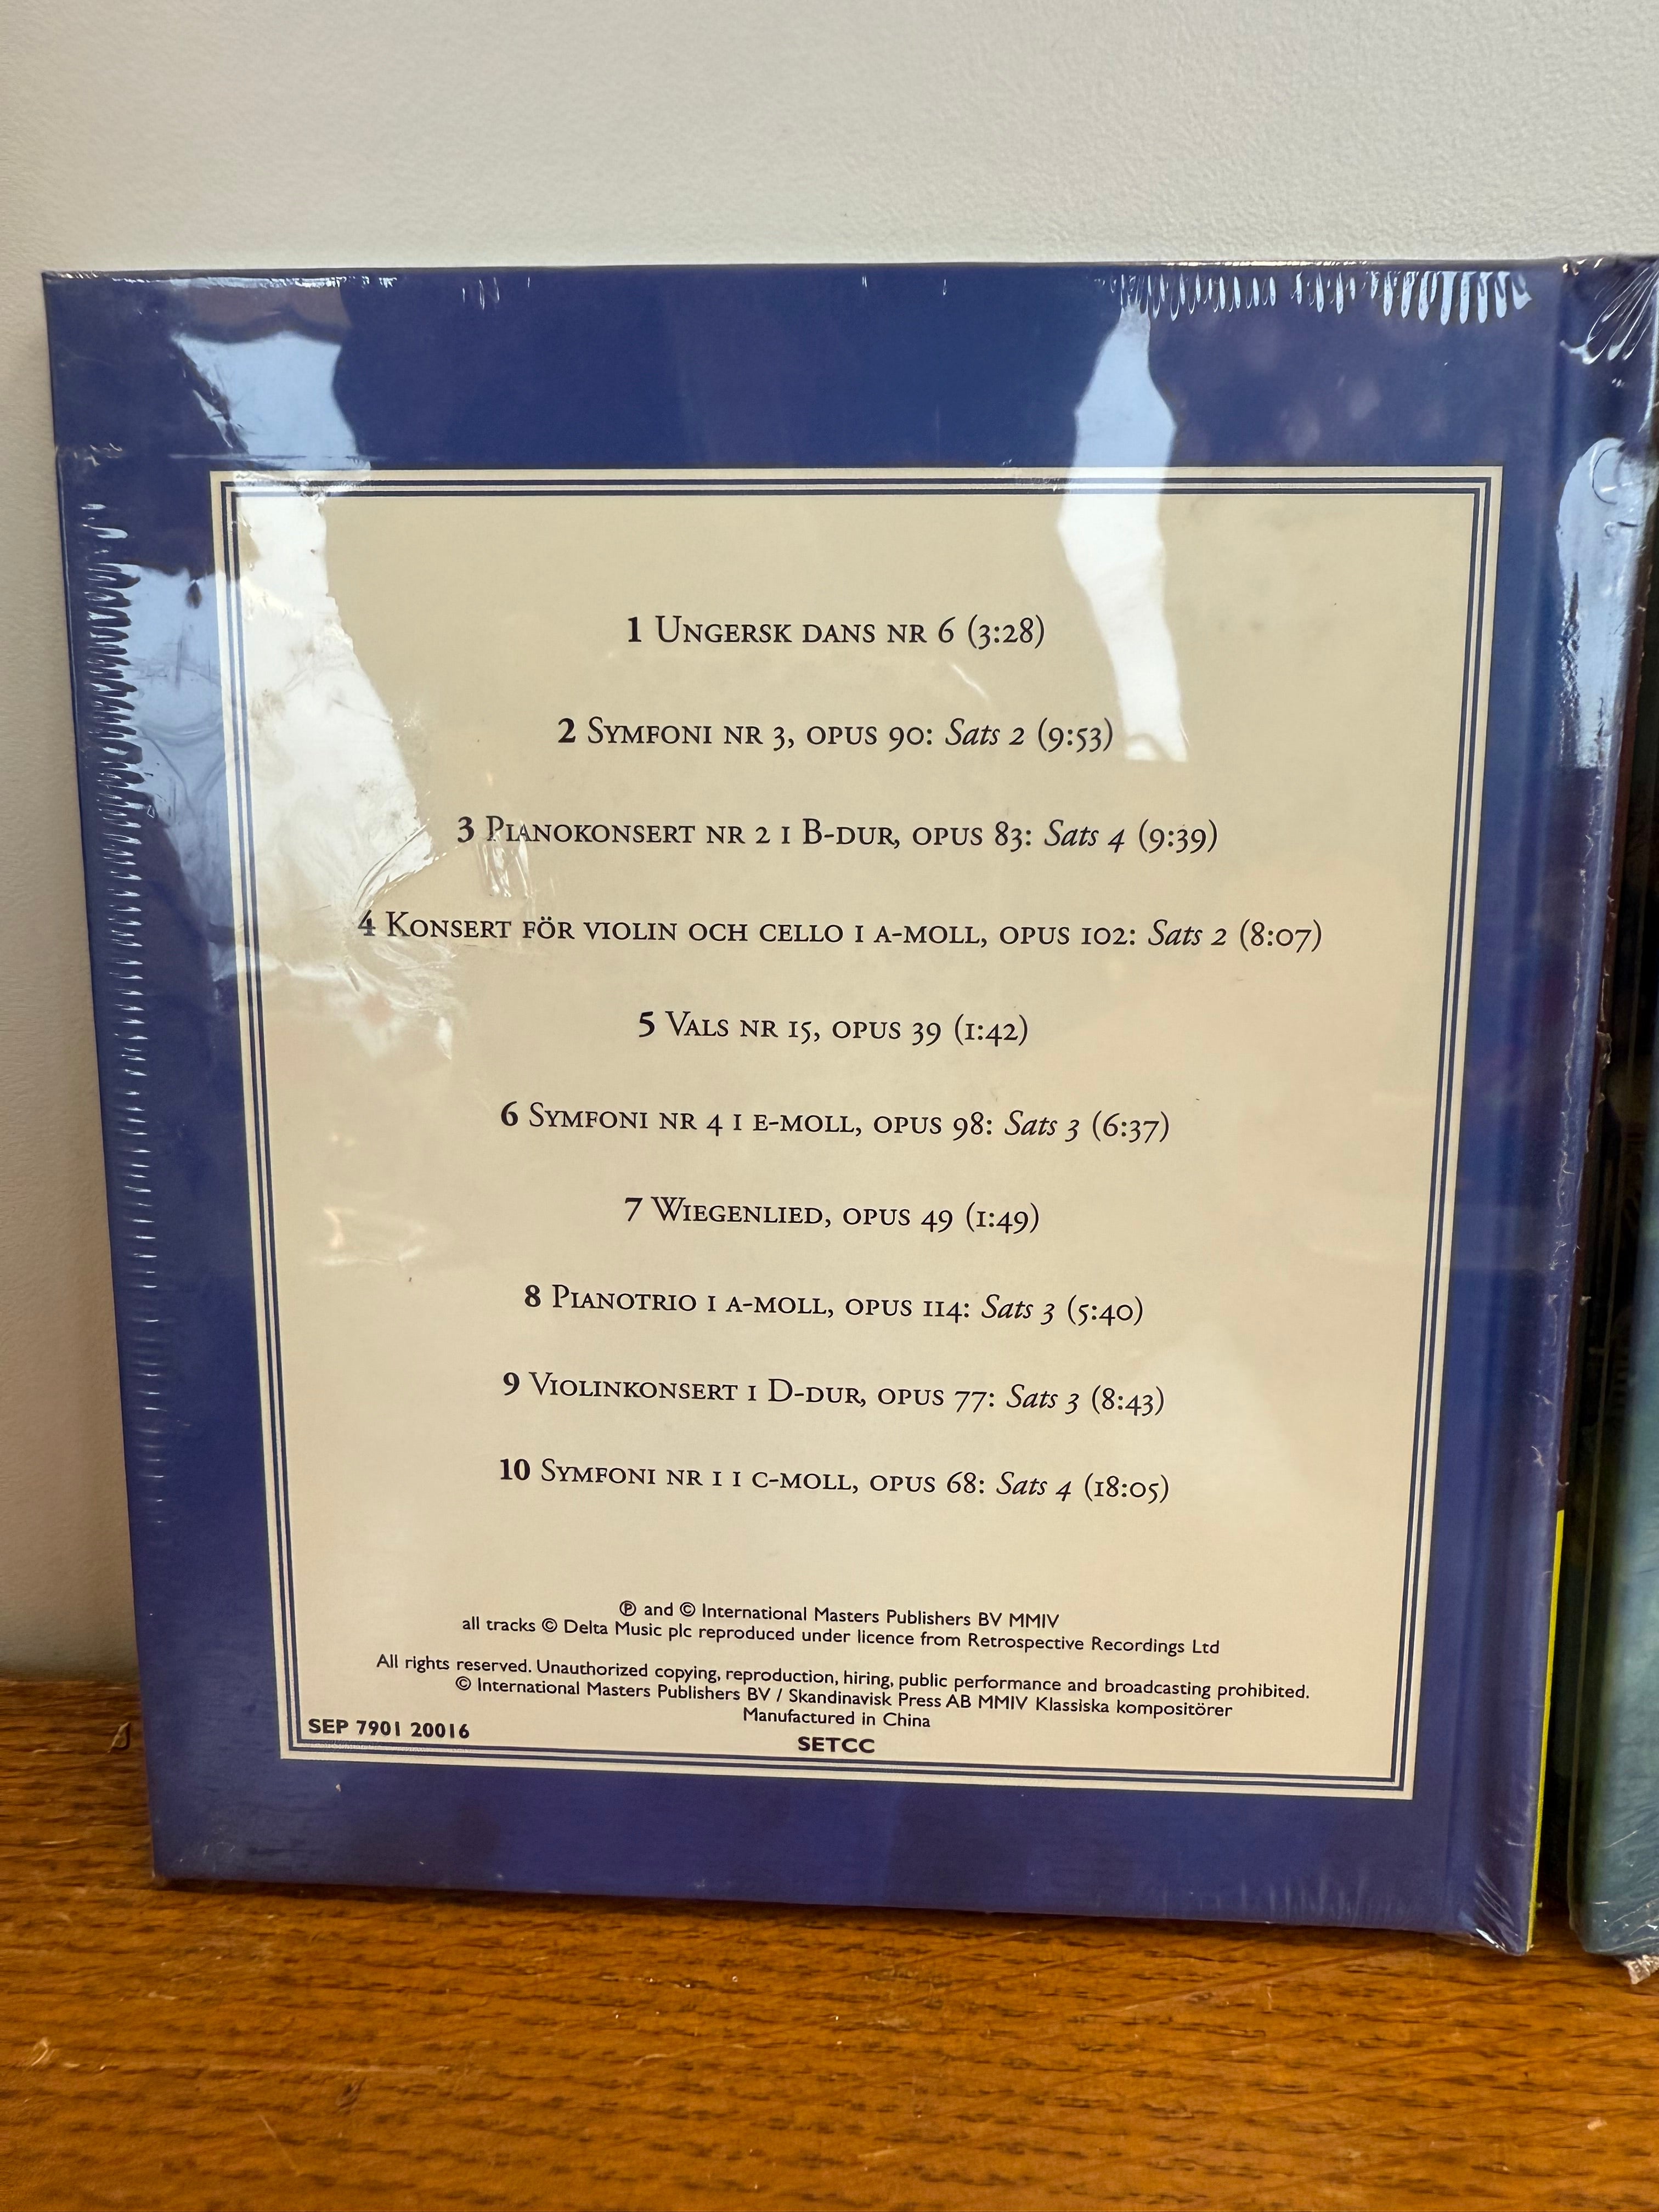 1 Ungersk dans nr 6 (3:28)
2 Symfoni nr 3, opus 90: Sats 2 (9:53)
3 Pianokonsert nr 2 i B-dur, opus 83: Sats 4 (9:39)
4 Konsert för violin och cello i a-moll, opus 102: Sats 2 (8:07)
5 Vals nr 15, opus 39 (1:42)
6 Symfoni nr 4 i e-moll, opus 98: Sats 3 (6:37)
7 Wiegenlied, opus 49 (1:49)
8 Pianotrio i a-moll, opus 114: Sats 3 (5:40)
9 Violinkonsert i D-dur, opus 77: Sats 3 (8:43)
10 Symfoni nr 1 i c-moll, opus 68: Sats 4 (18:05)
℗ and © International Masters Publishers BV MMIV
all tracks © Delta Music plc reproduced under licence from Retrospective Recordings Ltd
All rights reserved. Unauthorized copying, reproduction, hiring, public performance and broadcasting prohibited.
© International Masters Publishers BV / Skandinavisk Press AB MMIV Klassiska kompositörer
Manufactured in China
SEP 7901 20016
SETCC